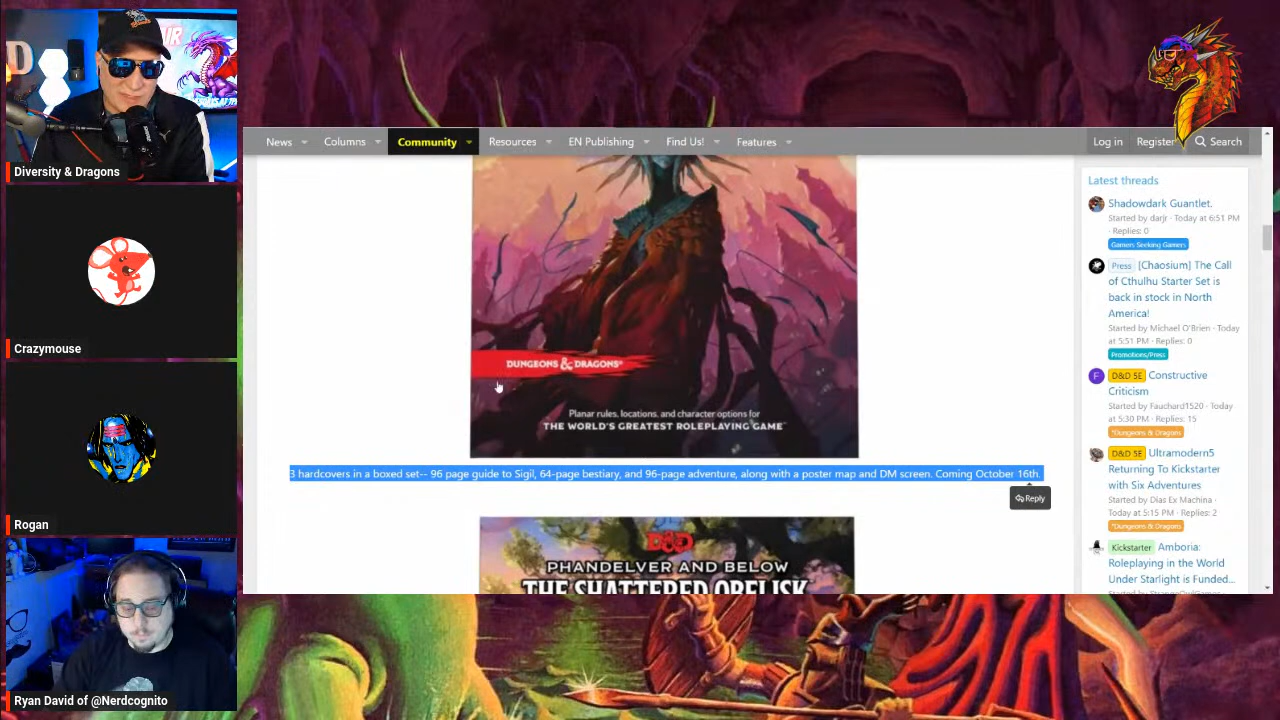 Diversity & Dragons
Crazymouse
Rogan
Ryan David of @Nerdcognito
News
Columns
Community
Resources
EN Publishing
Find Us!
Features
Log in
Register
Search
DUNGEONS & DRAGONS®
Planar rules, locations, and character options for
THE WORLD'S GREATEST ROLEPLAYING GAME™
3 hardcovers in a boxed set-- 96 page guide to Sigil, 64-page bestiary, and 96-page adventure, along with a poster map and DM screen. Coming October 16th.
Reply
D&D
PHANDELVER AND BELOW
THE SHATTERED OBELISK
Latest threads
Shadowdark Guantlet.
Started by darjr · Today at 6:51 PM
· Replies: 0
Gamers Seeking Gamers
Press [Chaosium] The Call
of Cthulhu Starter Set is
back in stock in North
America!
Started by Michael O'Brien · Today
at 5:51 PM · Replies: 0
Promotions/Press
F
D&D 5E Constructive
Criticism
Started by Fauchard1520 · Today
at 5:30 PM · Replies: 15
*Dungeons & Dragons
D&D 5E Ultramodern5
Returning To Kickstarter
with Six Adventures
Started by Dias Ex Machina ·
Today at 5:15 PM · Replies: 2
*Dungeons & Dragons
Kickstarter Amboria:
Roleplaying in the World
Under Starlight is Funded...